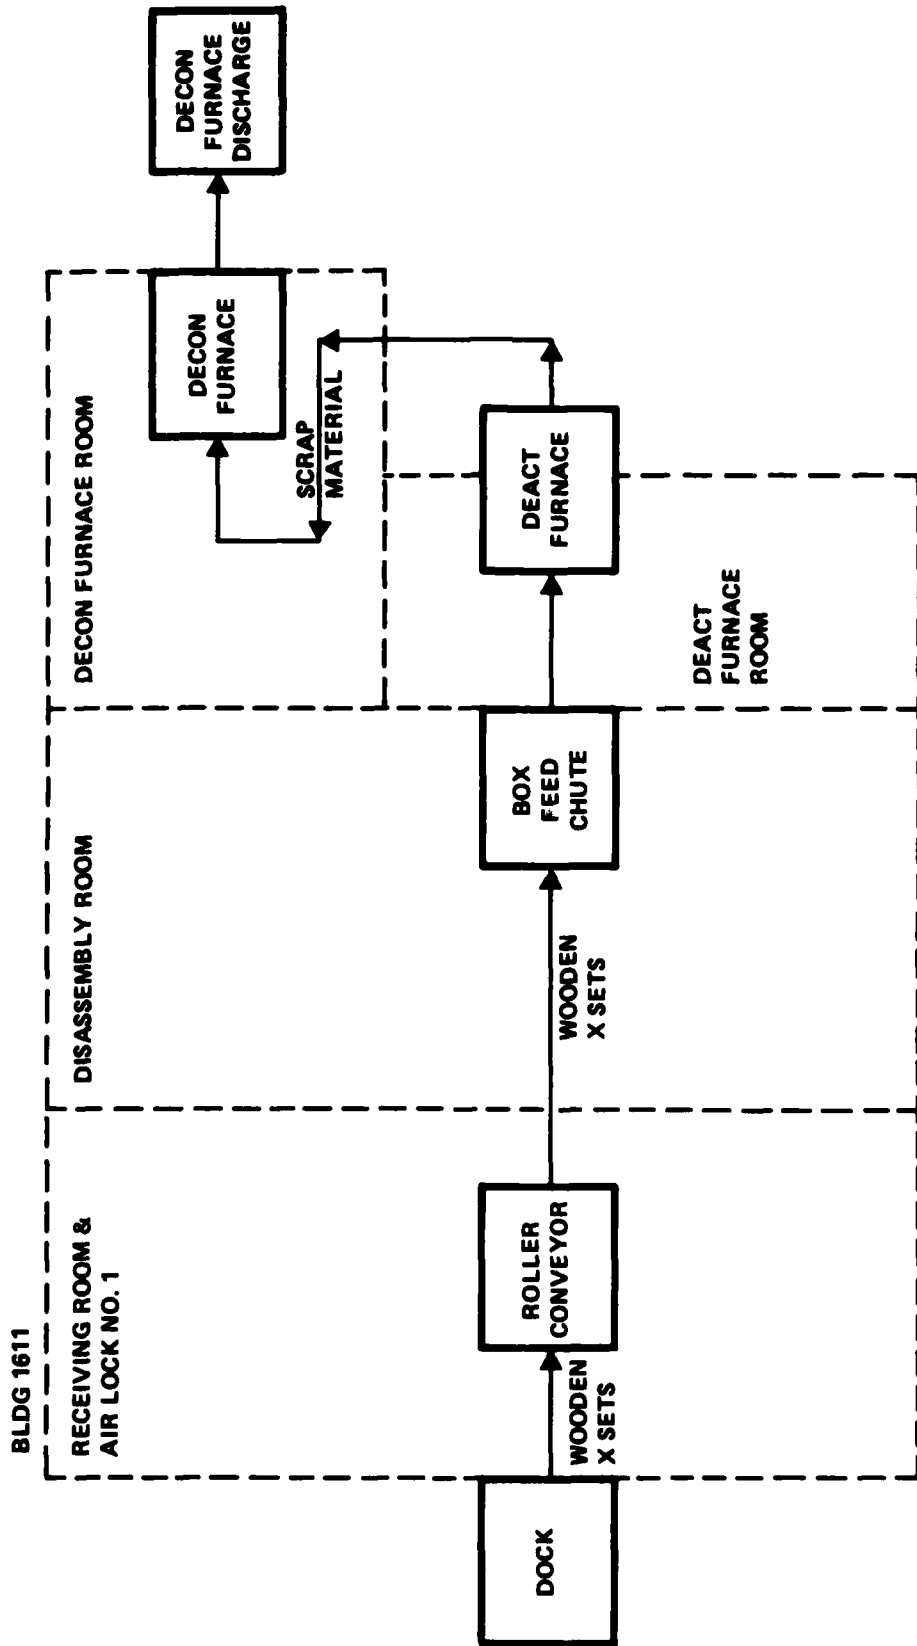 BLDG 1611
RECEIVING ROOM &
AIR LOCK NO. 1
DISASSEMBLY ROOM
DECON FURNACE ROOM
DECON
FURNACE
DECON
FURNACE
DISCHARGE
SCRAP
MATERIAL
DOCK
WOODEN
X SETS
ROLLER
CONVEYOR
WOODEN
X SETS
BOX
FEED
CHUTE
DEACT
FURNACE
DEACT
FURNACE
ROOM